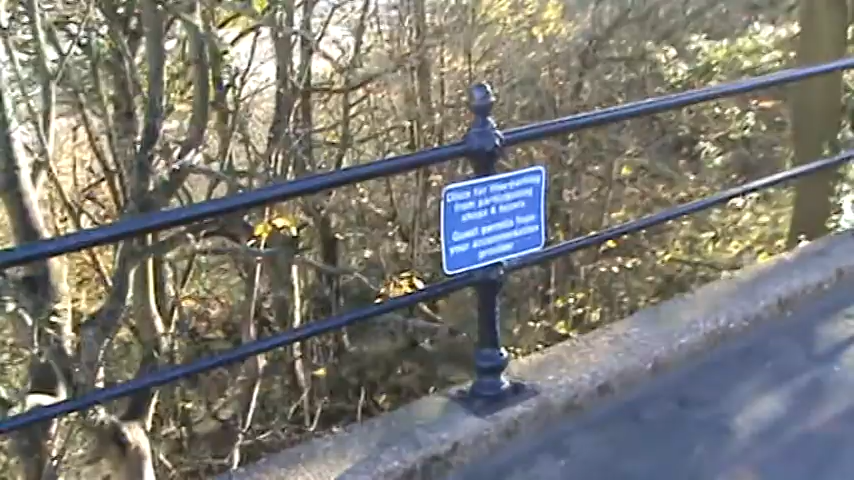 Discs for
from participating
shops & hotels
Guest permits from
your accommodation
provider